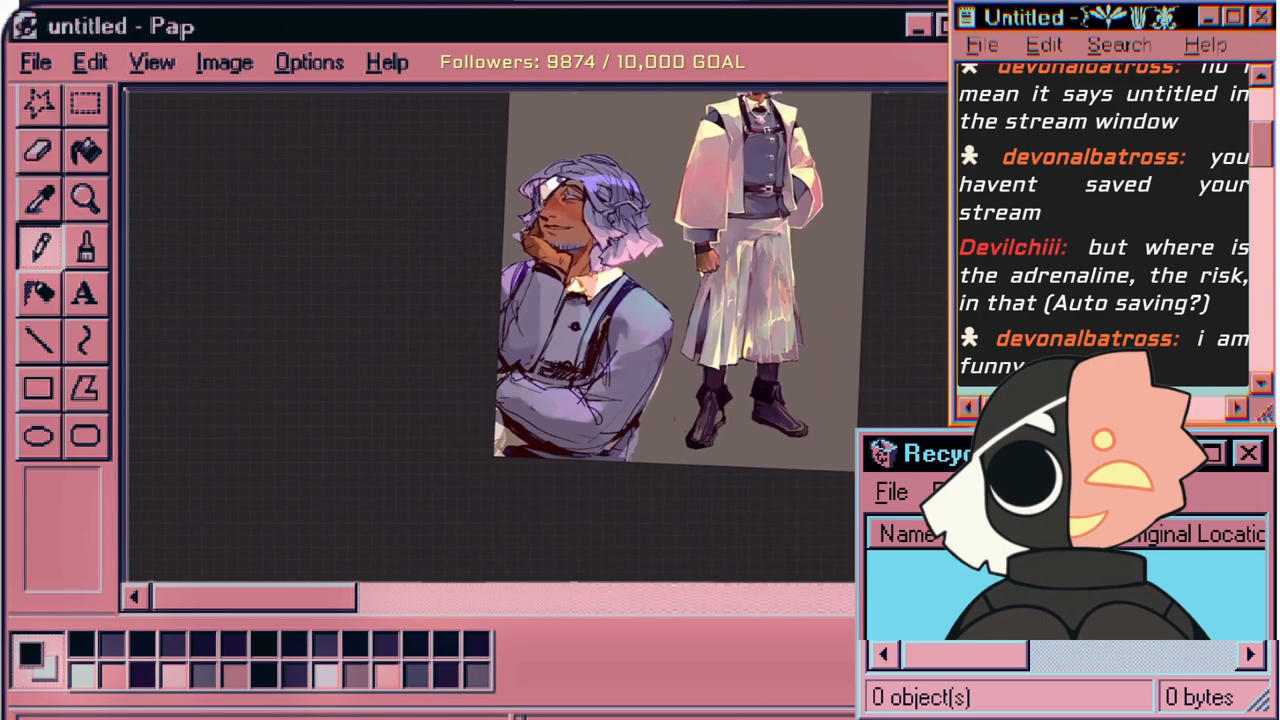 untitled - Pap
File Edit View Image Options Help
Followers: 9874 / 10,000 GOAL
Untitled -
File Edit Search Help
devonalbatross: no i
mean it says untitled in
the stream window
devonalbatross: you
havent saved your
stream
Devilchiii: but where is
the adrenaline, the risk,
in that (Auto saving?)
devonalbatross: i am
funny
Recyc
File
Name
riginal Locatic
0 object(s)
0 bytes
A